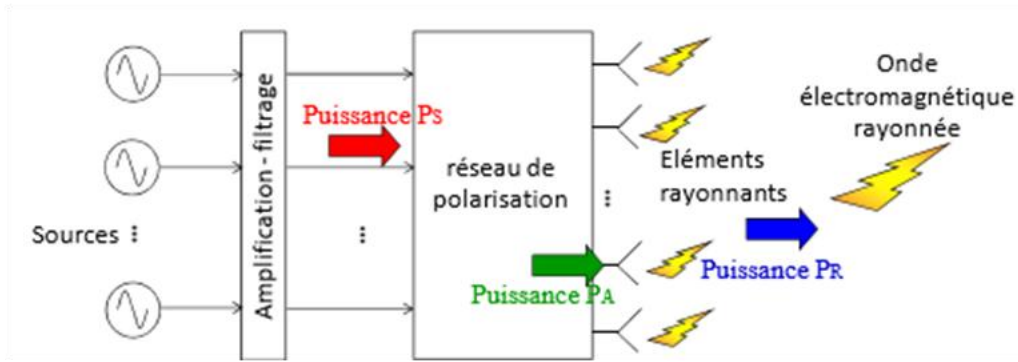 Sources ⋮
Amplification - filtrage
Puissance PS
⋮
réseau de
polarisation
Puissance PA
⋮
Eléments
rayonnants
Puissance PR
Onde
électromagnétique
rayonnée